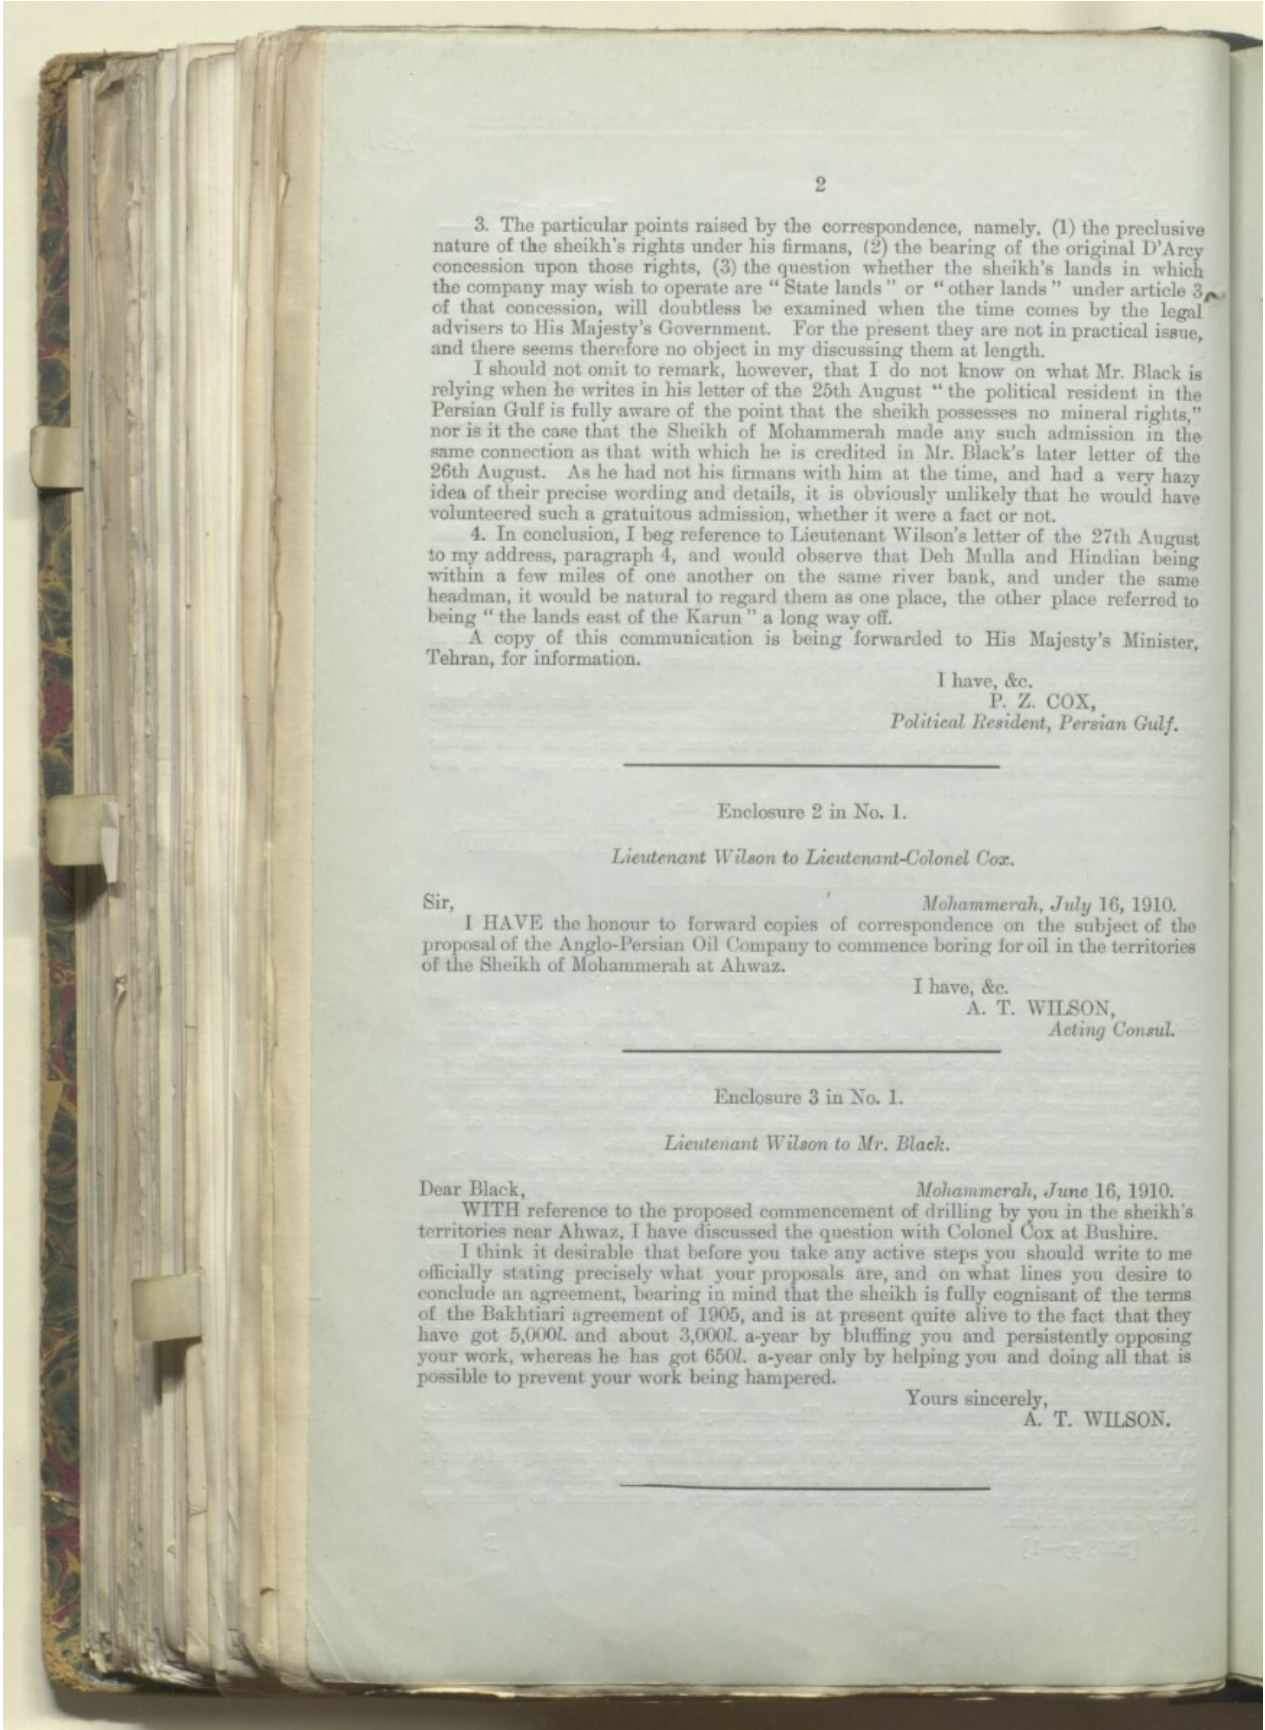 2
3. The particular points raised by the correspondence, namely, (1) the preclusive
nature of the sheikh's rights under his firmans, (2) the bearing of the original D'Arcy
concession upon those rights, (3) the question whether the sheikh's lands in which
the company may wish to operate are "State lands" or "other lands" under article 3
of that concession, will doubtless be examined when the time comes by the legal
advisers to His Majesty's Government. For the present they are not in practical issue,
and there seems therefore no object in my discussing them at length.
I should not omit to remark, however, that I do not know on what Mr. Black is
relying when he writes in his letter of the 25th August "the political resident in the
Persian Gulf is fully aware of the point that the sheikh possesses no mineral rights,"
nor is it the case that the Sheikh of Mohammerah made any such admission in the
same connection as that with which he is credited in Mr. Black's later letter of the
26th August. As he had not his firmans with him at the time, and had a very hazy
idea of their precise wording and details, it is obviously unlikely that he would have
volunteered such a gratuitous admission, whether it were a fact or not.
4. In conclusion, I beg reference to Lieutenant Wilson's letter of the 27th August
to my address, paragraph 4, and would observe that Deh Mulla and Hindian being
within a few miles of one another on the same river bank, and under the same
headman, it would be natural to regard them as one place, the other place referred to
being "the lands east of the Karun" a long way off.
A copy of this communication is being forwarded to His Majesty's Minister,
Tehran, for information.
I have, &c.
P. Z. COX,
Political Resident, Persian Gulf.
Enclosure 2 in No. 1.
Lieutenant Wilson to Lieutenant-Colonel Cox.
Sir, Mohammerah, July 16, 1910.
I HAVE the honour to forward copies of correspondence on the subject of the
proposal of the Anglo-Persian Oil Company to commence boring for oil in the territories
of the Sheikh of Mohammerah at Ahwaz.
I have, &c.
A. T. WILSON,
Acting Consul.
Enclosure 3 in No. 1.
Lieutenant Wilson to Mr. Black.
Dear Black, Mohammerah, June 16, 1910.
WITH reference to the proposed commencement of drilling by you in the sheikh's
territories near Ahwaz, I have discussed the question with Colonel Cox at Bushire.
I think it desirable that before you take any active steps you should write to me
officially stating precisely what your proposals are, and on what lines you desire to
conclude an agreement, bearing in mind that the sheikh is fully cognisant of the terms
of the Bakhtiari agreement of 1905, and is at present quite alive to the fact that they
have got 5,000l. and about 3,000l. a-year by bluffing you and persistently opposing
your work, whereas he has got 650l. a-year only by helping you and doing all that is
possible to prevent your work being hampered.
Yours sincerely,
A. T. WILSON.